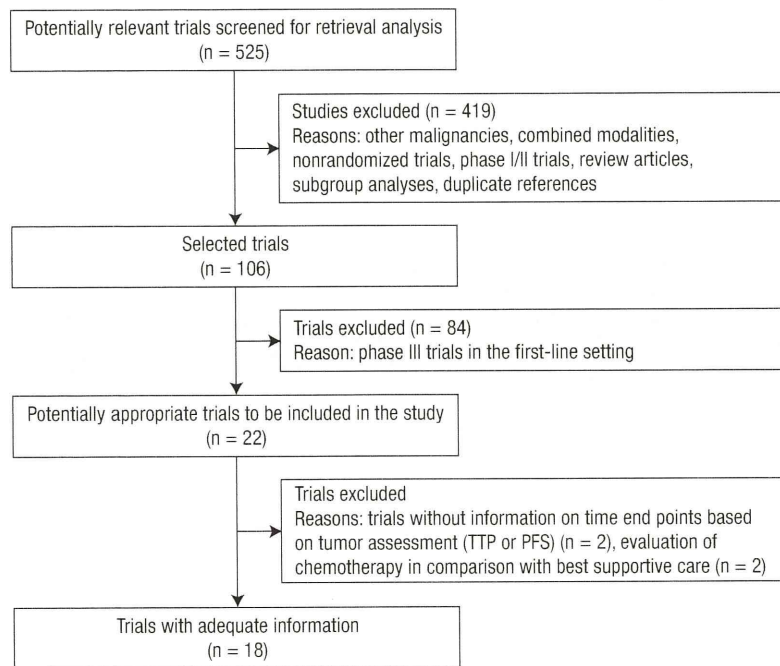 Potentially relevant trials screened for retrieval analysis
(n = 525)
Studies excluded (n = 419)
Reasons: other malignancies, combined modalities,
nonrandomized trials, phase I/II trials, review articles,
subgroup analyses, duplicate references
Selected trials
(n = 106)
Trials excluded (n = 84)
Reason: phase III trials in the first-line setting
Potentially appropriate trials to be included in the study
(n = 22)
Trials excluded
Reasons: trials without information on time end points based
on tumor assessment (TTP or PFS) (n = 2), evaluation of
chemotherapy in comparison with best supportive care (n = 2)
Trials with adequate information
(n = 18)